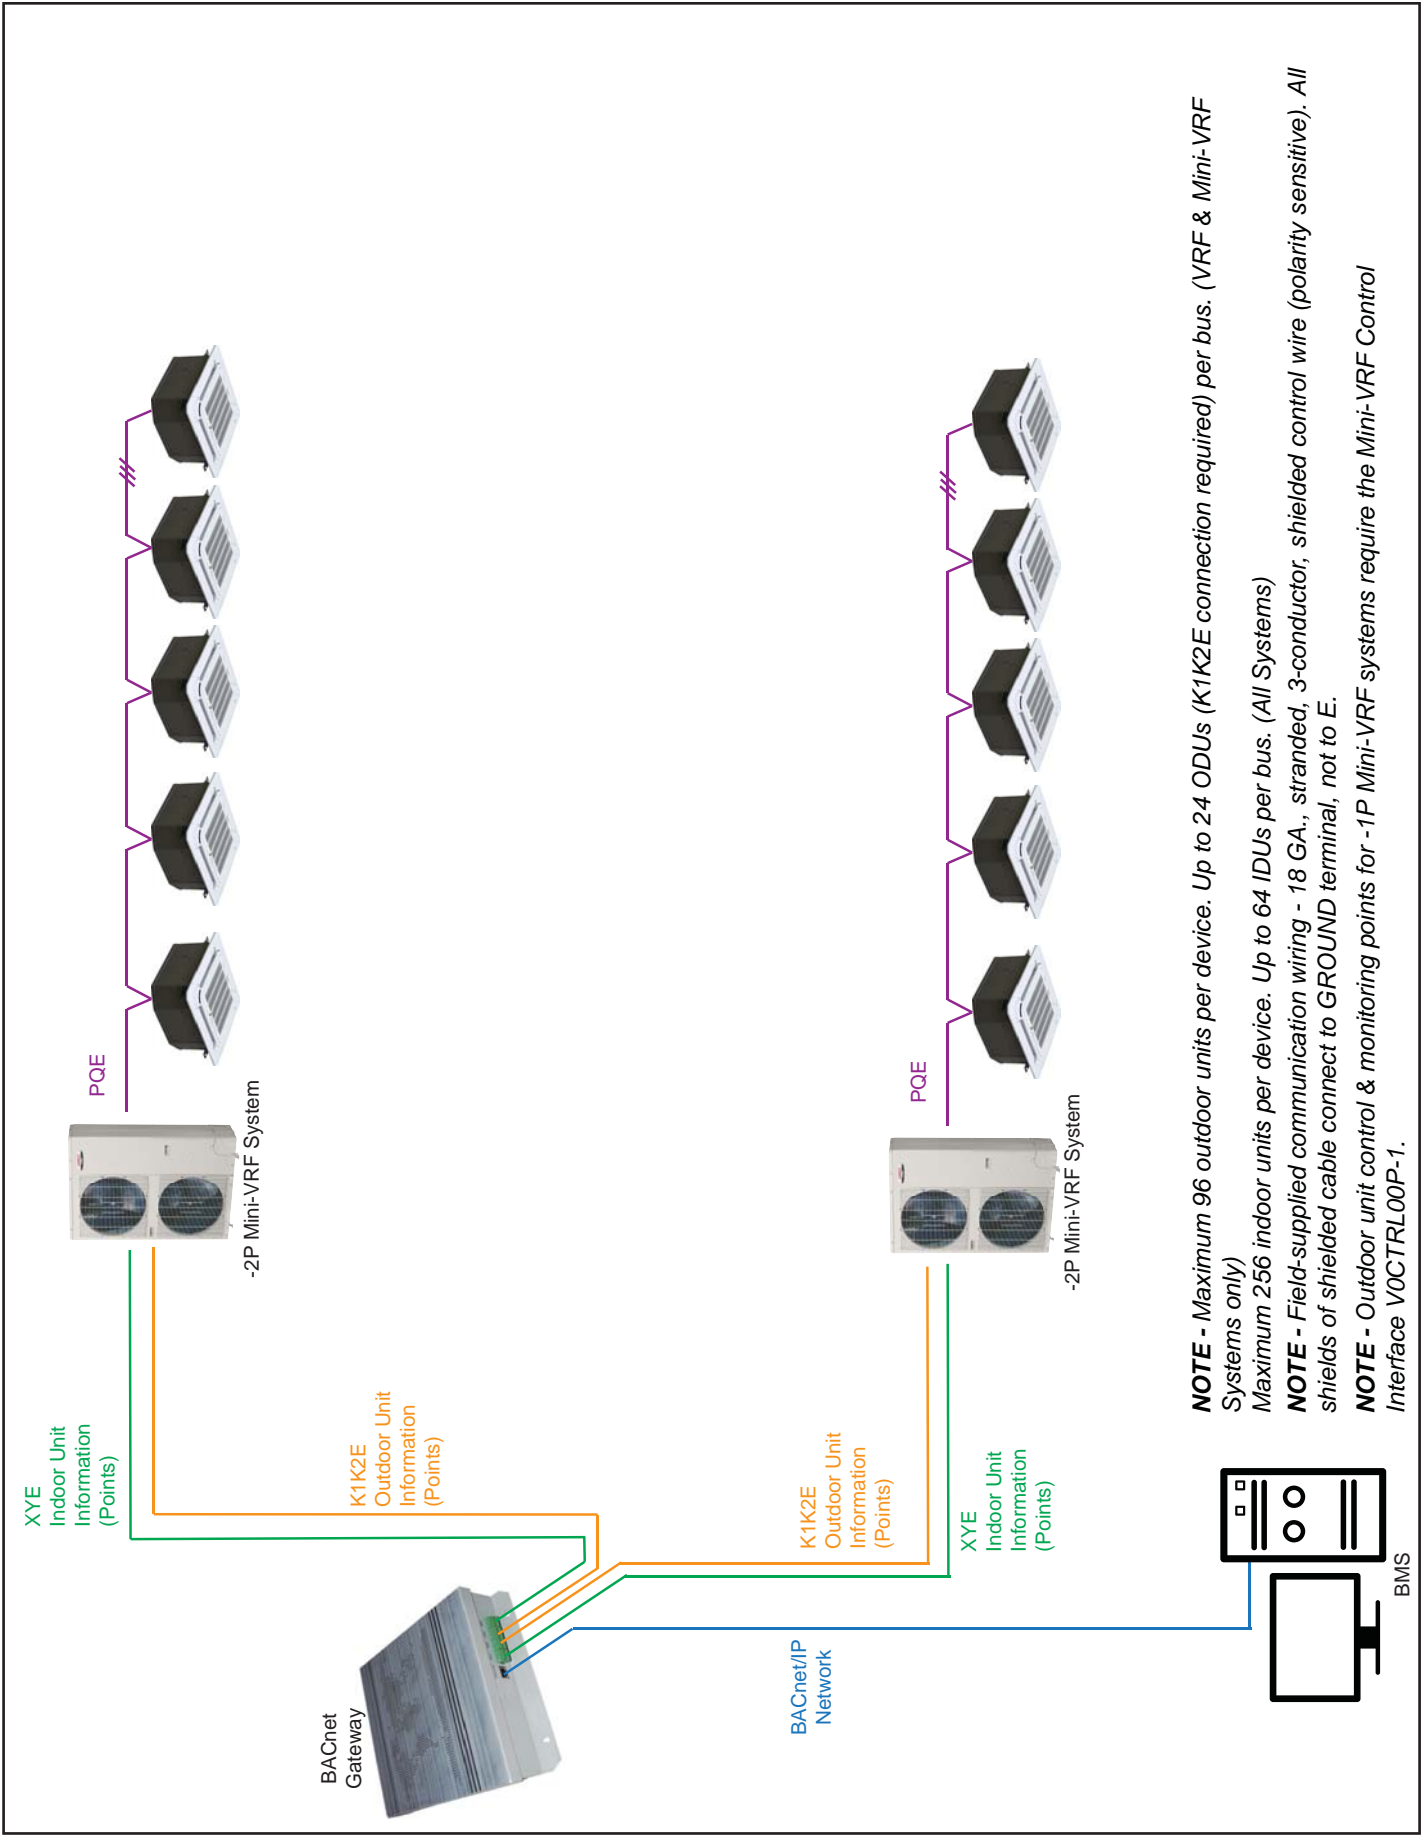 BACnet
Gateway
XYE
Indoor Unit
Information
(Points)
K1K2E
Outdoor Unit
Information
(Points)
-2P Mini-VRF System
PQE
K1K2E
Outdoor Unit
Information
(Points)
XYE
Indoor Unit
Information
(Points)
-2P Mini-VRF System
PQE
BACnet/IP
Network
BMS
NOTE - Maximum 96 outdoor units per device. Up to 24 ODUs (K1K2E connection required) per bus. (VRF & Mini-VRF
Systems only)
Maximum 256 indoor units per device. Up to 64 IDUs per bus. (All Systems)
NOTE - Field-supplied communication wiring - 18 GA., stranded, 3-conductor, shielded control wire (polarity sensitive). All
shields of shielded cable connect to GROUND terminal, not to E.
NOTE - Outdoor unit control & monitoring points for -1P Mini-VRF systems require the Mini-VRF Control
Interface V0CTRL00P-1.